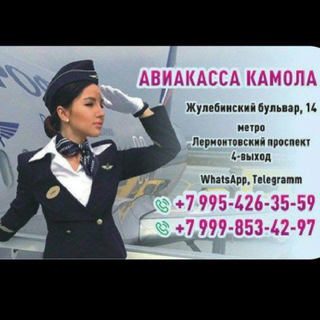 АВИАКАССА КАМОЛА
Жулебинский бульвар, 14
метро
Лермонтовский проспект
4-выход
WhatsApp, Telegramm
+7 995-426-35-59
+7 999-853-42-97